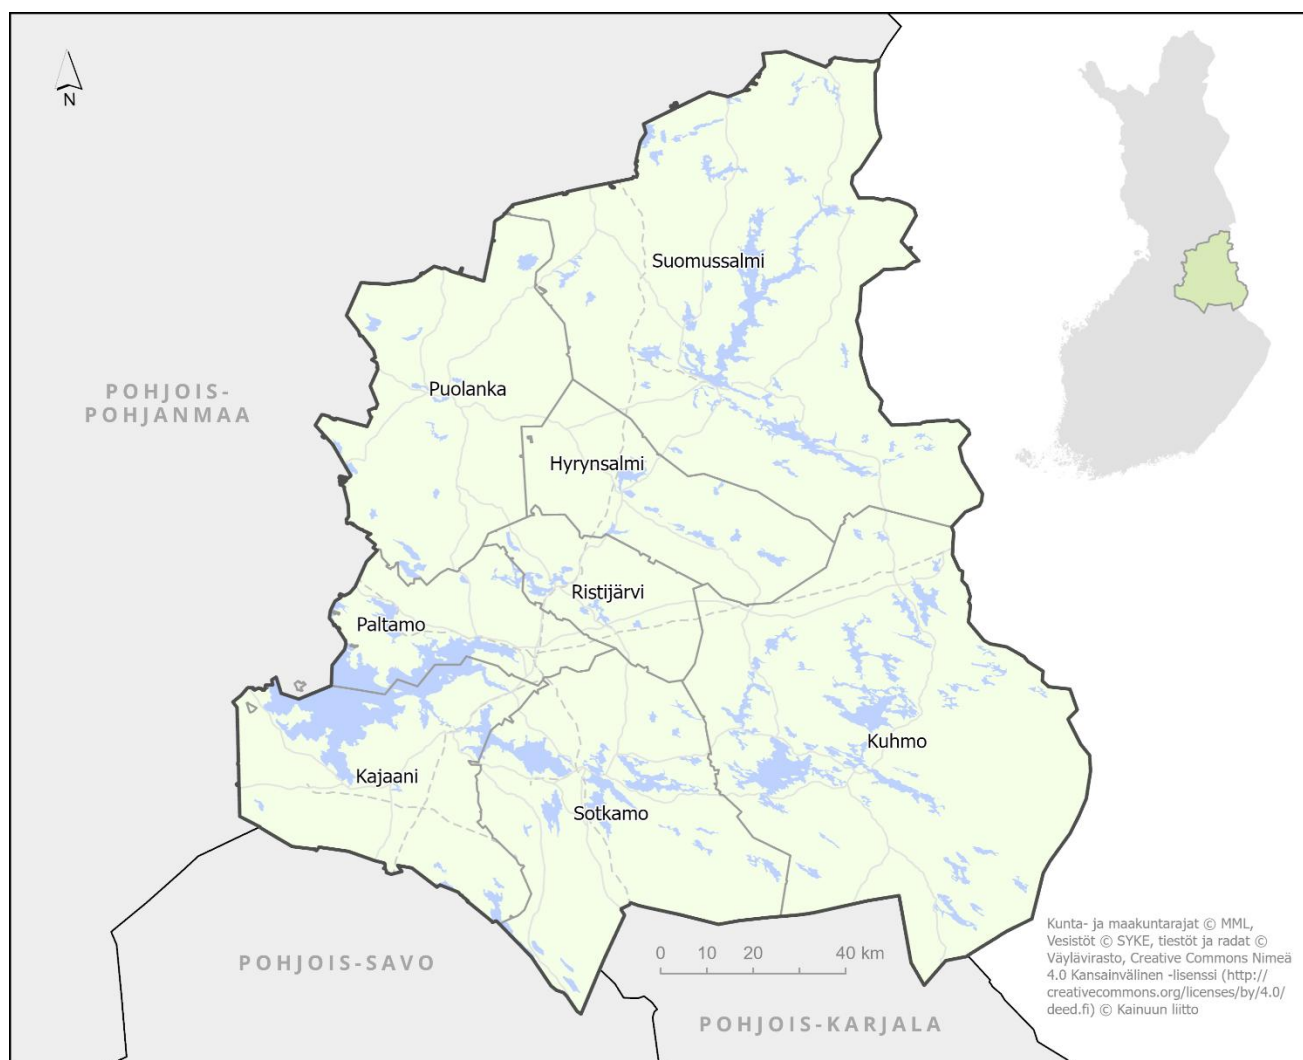 N
Suomussalmi
POHJOIS-
POHJANMAA
Puolanka
Hyrynsalmi
Ristijärvi
Paltamo
Kuhmo
Kajaani
Sotkamo
POHJOIS-SAVO
0 10 20 40 km
POHJOIS-KARJALA
Kunta- ja maakuntarajat © MML,
Vesistöt © SYKE, tiestöt ja radat ©
Väylävirasto, Creative Commons Nimeä
4.0 Kansainvälinen -lisenssi (http://
creativecommons.org/licenses/by/4.0/
deed.fi) © Kainuun liitto